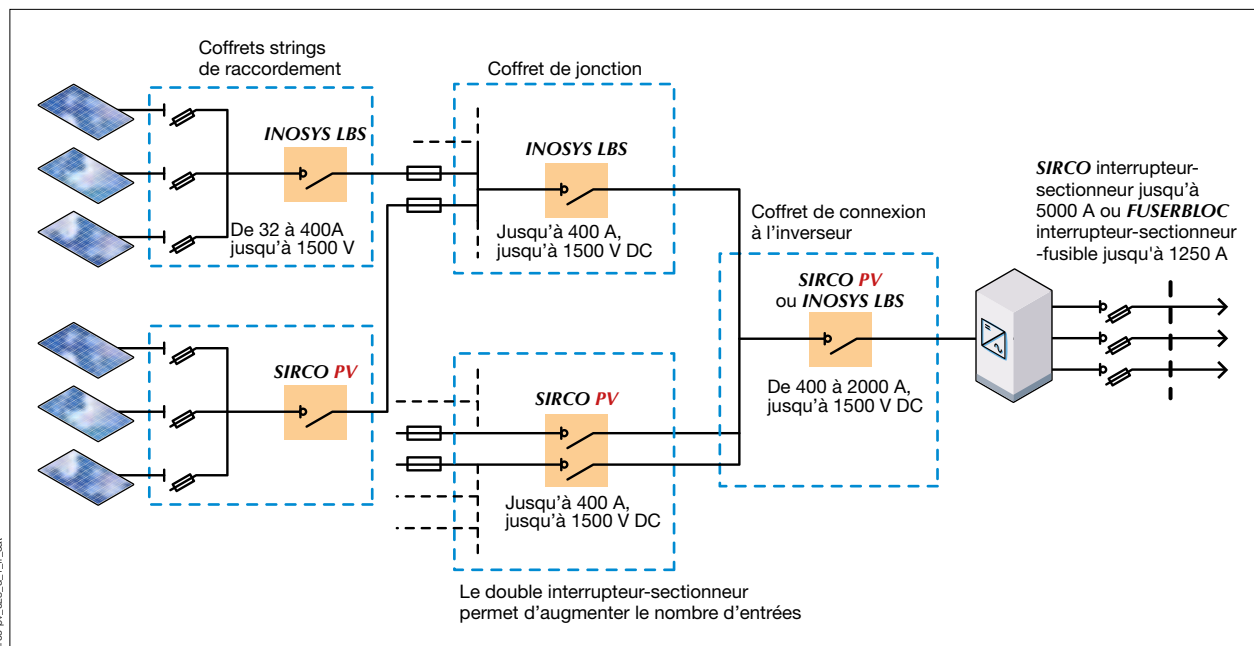 Coffrets strings
de raccordement
INOSYS LBS
De 32 à 400A
jusqu'à 1500 V
SIRCO PV
Coffret de jonction
INOSYS LBS
Jusqu'à 400 A,
jusqu'à 1500 V DC
SIRCO PV
Jusqu'à 400 A,
jusqu'à 1500 V DC
Le double interrupteur-sectionneur
permet d'augmenter le nombre d'entrées
Coffret de connexion
à l'inverseur
SIRCO PV
ou INOSYS LBS
De 400 à 2000 A,
jusqu'à 1500 V DC
SIRCO interrupteur-
sectionneur jusqu'à
5000 A ou FUSERBLOC
interrupteur-sectionneur
-fusible jusqu'à 1250 A